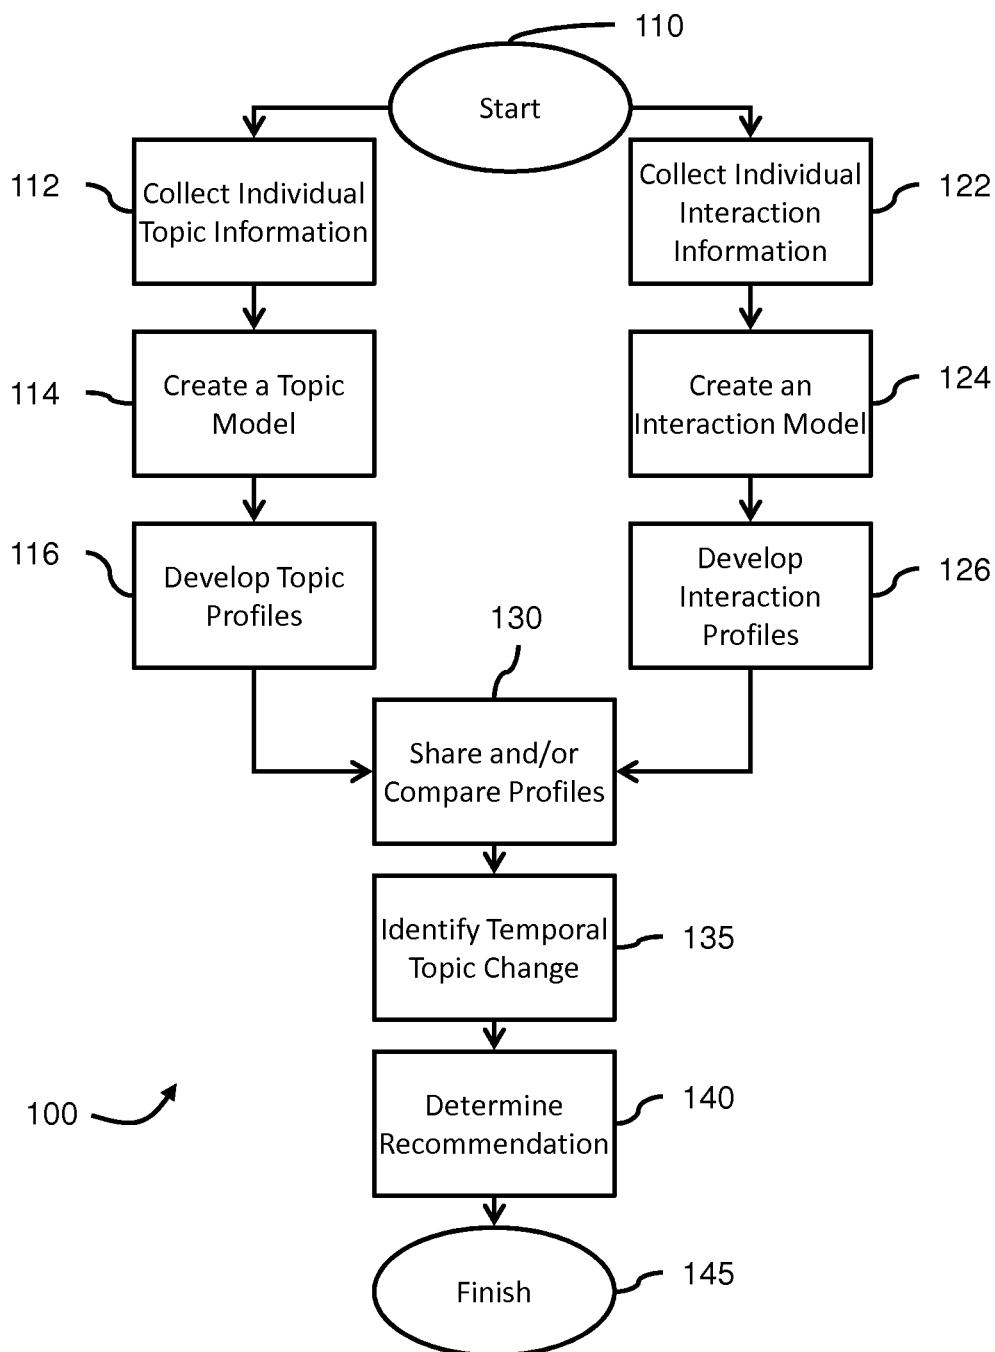 110
Start
112
Collect Individual
Topic Information
Collect Individual
Interaction
Information
122
114
Create a Topic
Model
Create an
Interaction Model
124
116
Develop Topic
Profiles
Develop
Interaction
Profiles
126
130
Share and/or
Compare Profiles
Identify Temporal
Topic Change
135
100
Determine
Recommendation
140
Finish
145